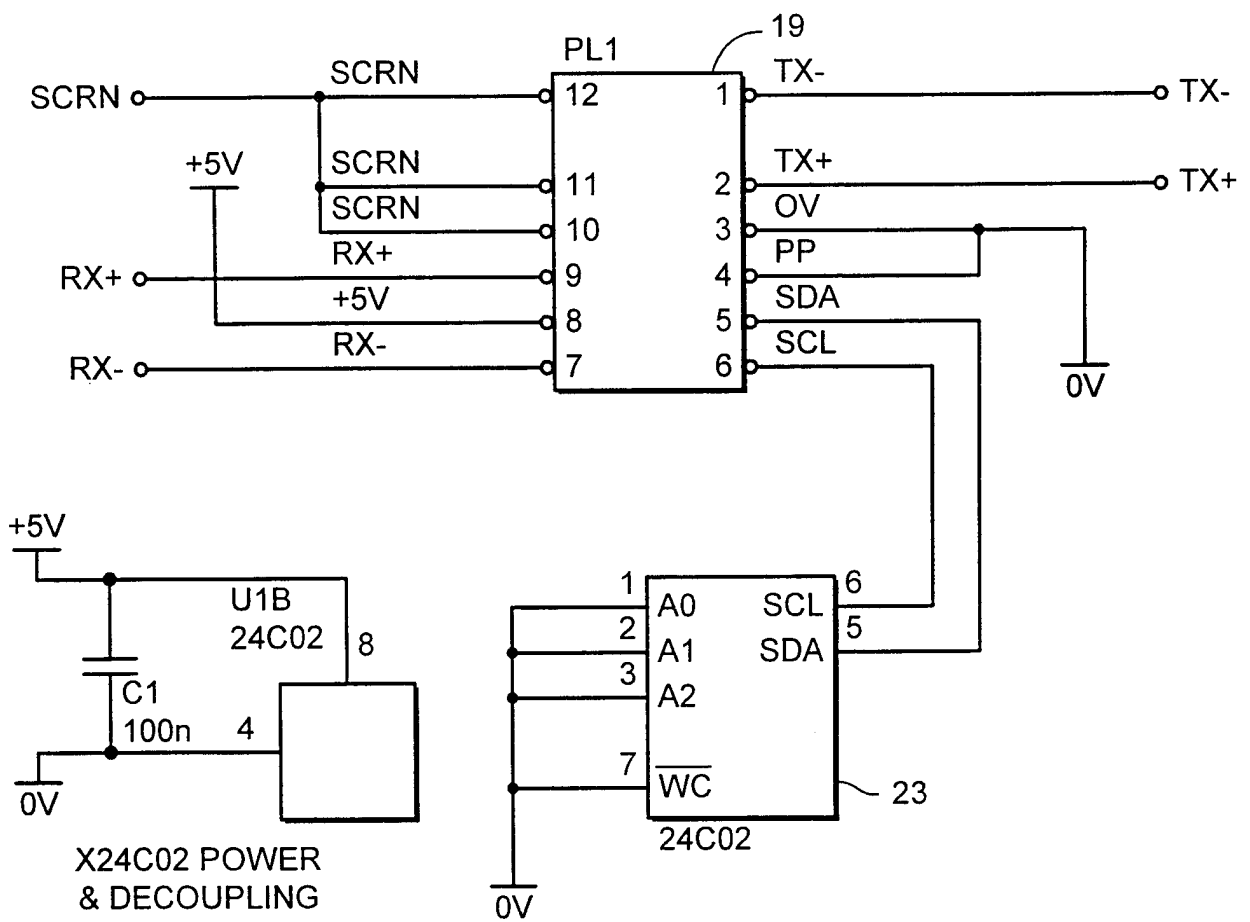 19
PL1
SCRN
SCRN
12
1
TX-
TX-
+5V
SCRN
11
2
TX+
TX+
SCRN
10
3
OV
RX+
RX+
9
4
PP
+5V
8
5
SDA
RX-
RX-
7
6
SCL
0V
+5V
U1B
24C02
8
C1
100n
4
0V
X24C02 POWER
& DECOUPLING
1
A0
SCL
6
2
A1
SDA
5
3
A2
7
WC
23
24C02
0V